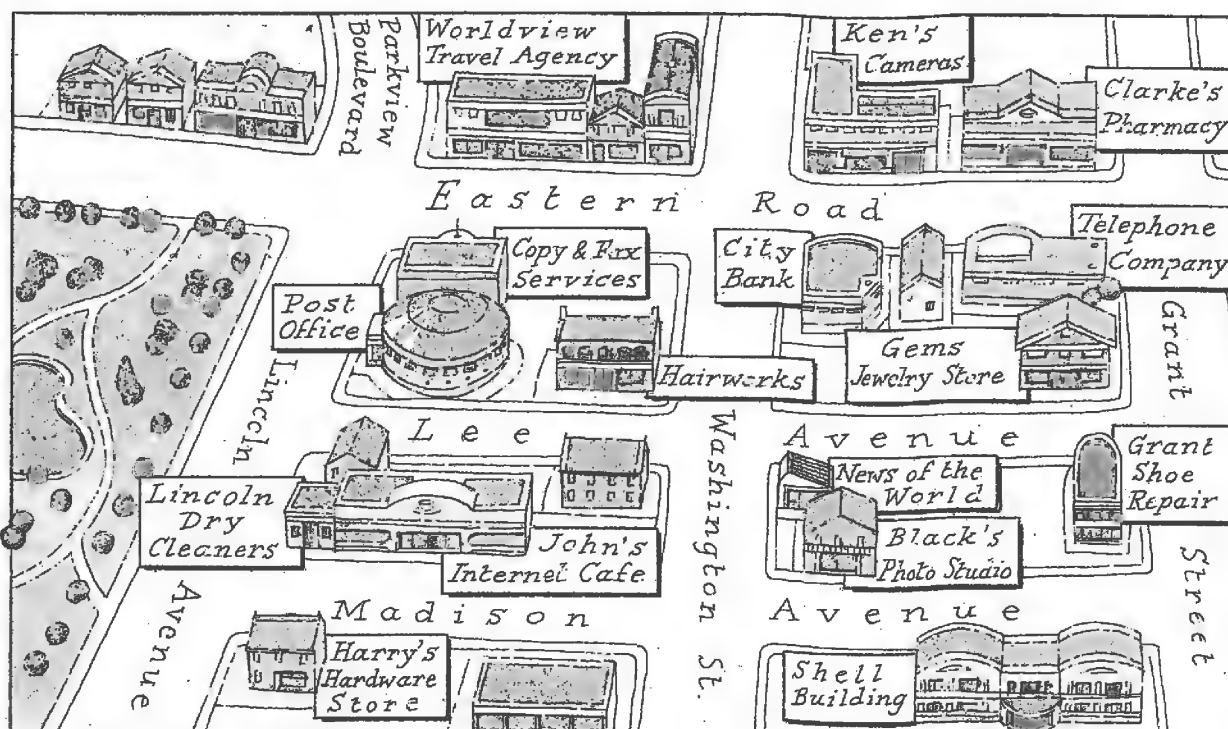 Parkview
Boulevard
Worldview
Travel Agency
Ken's
Cameras
Clarke's
Pharmacy
Eastern Road
Copy & Fax
Services
Post
Office
City
Bank
Telephone
Company
Gems
Jewelry Store
Hairworks
Lincoln
Avenue
Grant
Street
Washington St.
Lee Avenue
Lincoln
Dry
Cleaners
John's
Internet Cafe
News of the
World
Black's
Photo Studio
Grant
Shoe
Repair
Madison Avenue
Harry's
Hardware
Store
Shell
Building